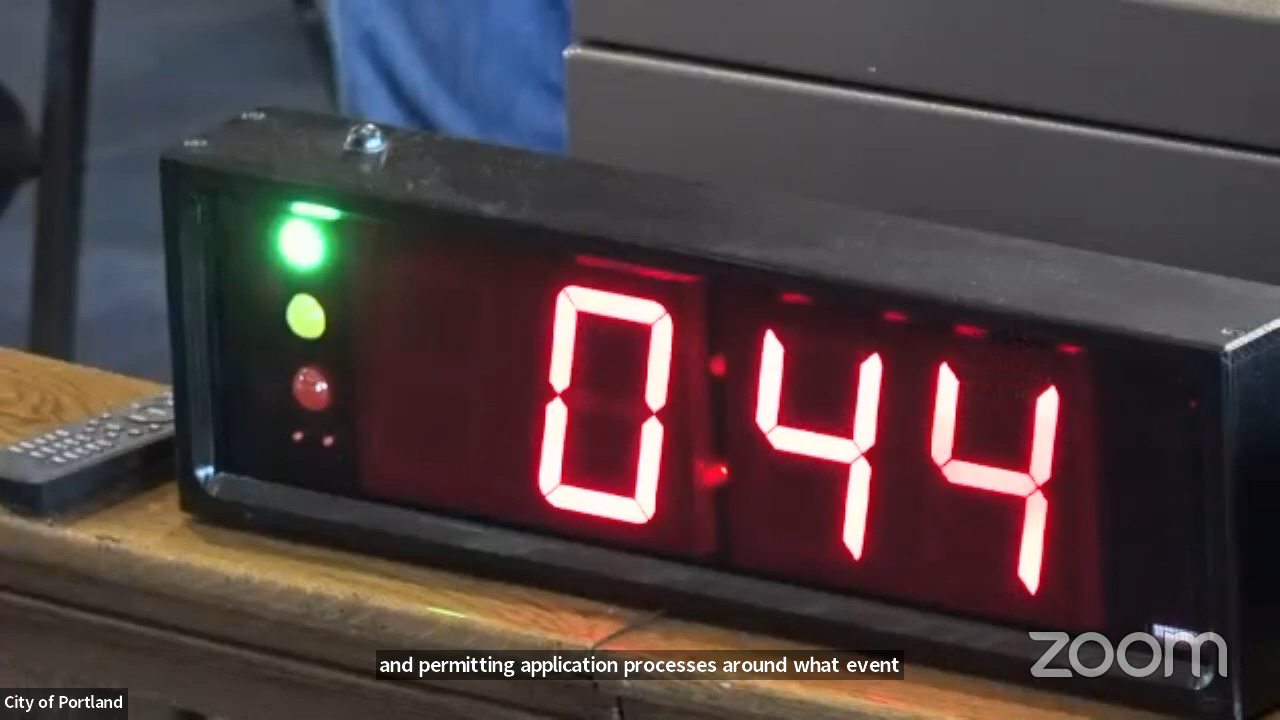 0:44
and permitting application processes around what event
zoom
City of Portland